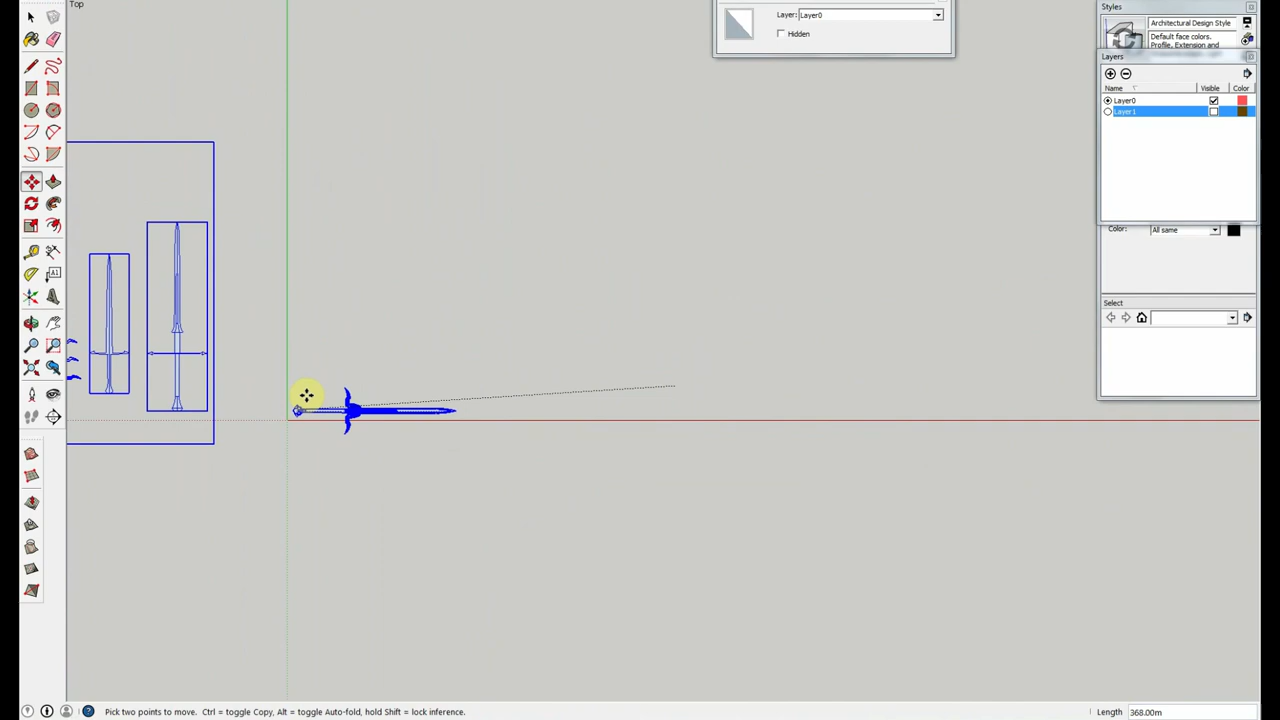 Top
Layer: Layer0
Hidden
Styles
Architectural Design Style
Default face colors.
Profile, Extension and
Layers
Name Visible Color
Layer0
Layer1
Color: All same
Select
A1
Pick two points to move. Ctrl = toggle Copy, Alt = toggle Auto-fold, hold Shift = lock inference.
Length 368.00m